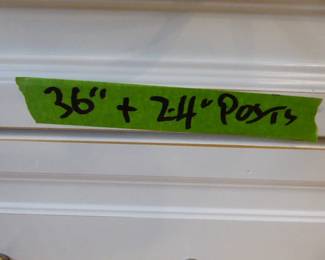 36" + 24" Posts